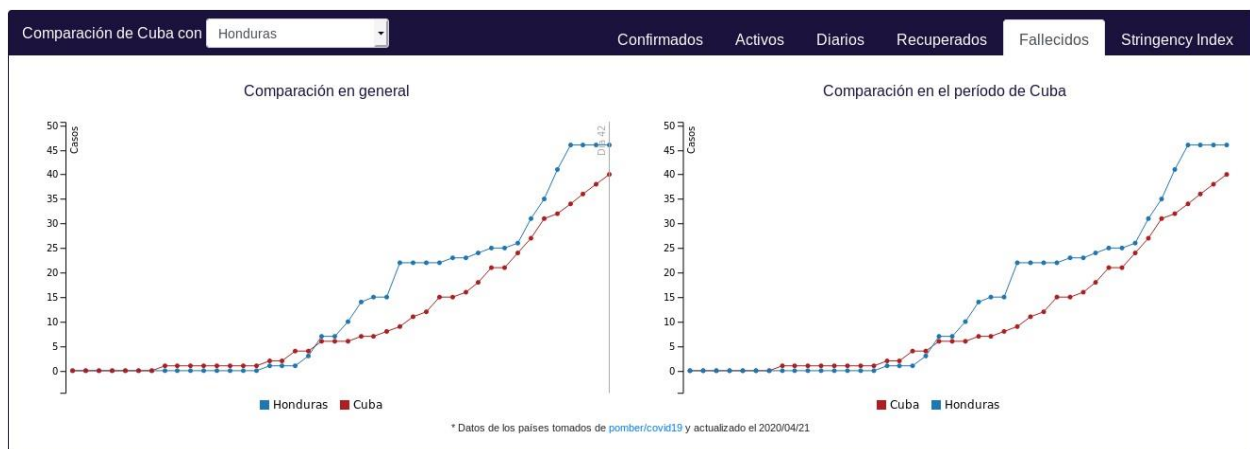 Comparación de Cuba con Honduras
Confirmados Activos Diarios Recuperados Fallecidos Stringency Index
Comparación en general
50
45
40
35
30
25
20
15
10
5
0
Casos
Día 42
Honduras Cuba
Comparación en el período de Cuba
50
45
40
35
30
25
20
15
10
5
0
Casos
Cuba Honduras
* Datos de los países tomados de pomber/covid19 y actualizado el 2020/04/21